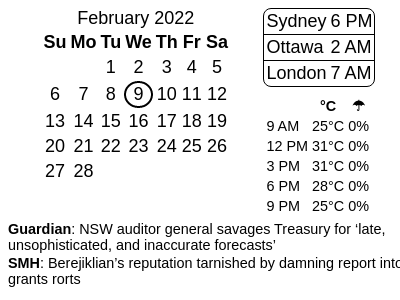 February 2022
Su Mo Tu We Th Fr Sa
1 2 3 4 5
6 7 8 9 10 11 12
13 14 15 16 17 18 19
20 21 22 23 24 25 26
27 28
Sydney 6 PM
Ottawa 2 AM
London 7 AM
°C ☂
9 AM 25°C 0%
12 PM 31°C 0%
3 PM 31°C 0%
6 PM 28°C 0%
9 PM 25°C 0%
Guardian: NSW auditor general savages Treasury for ‘late,
unsophisticated, and inaccurate forecasts’
SMH: Berejiklian’s reputation tarnished by damning report into
grants rorts